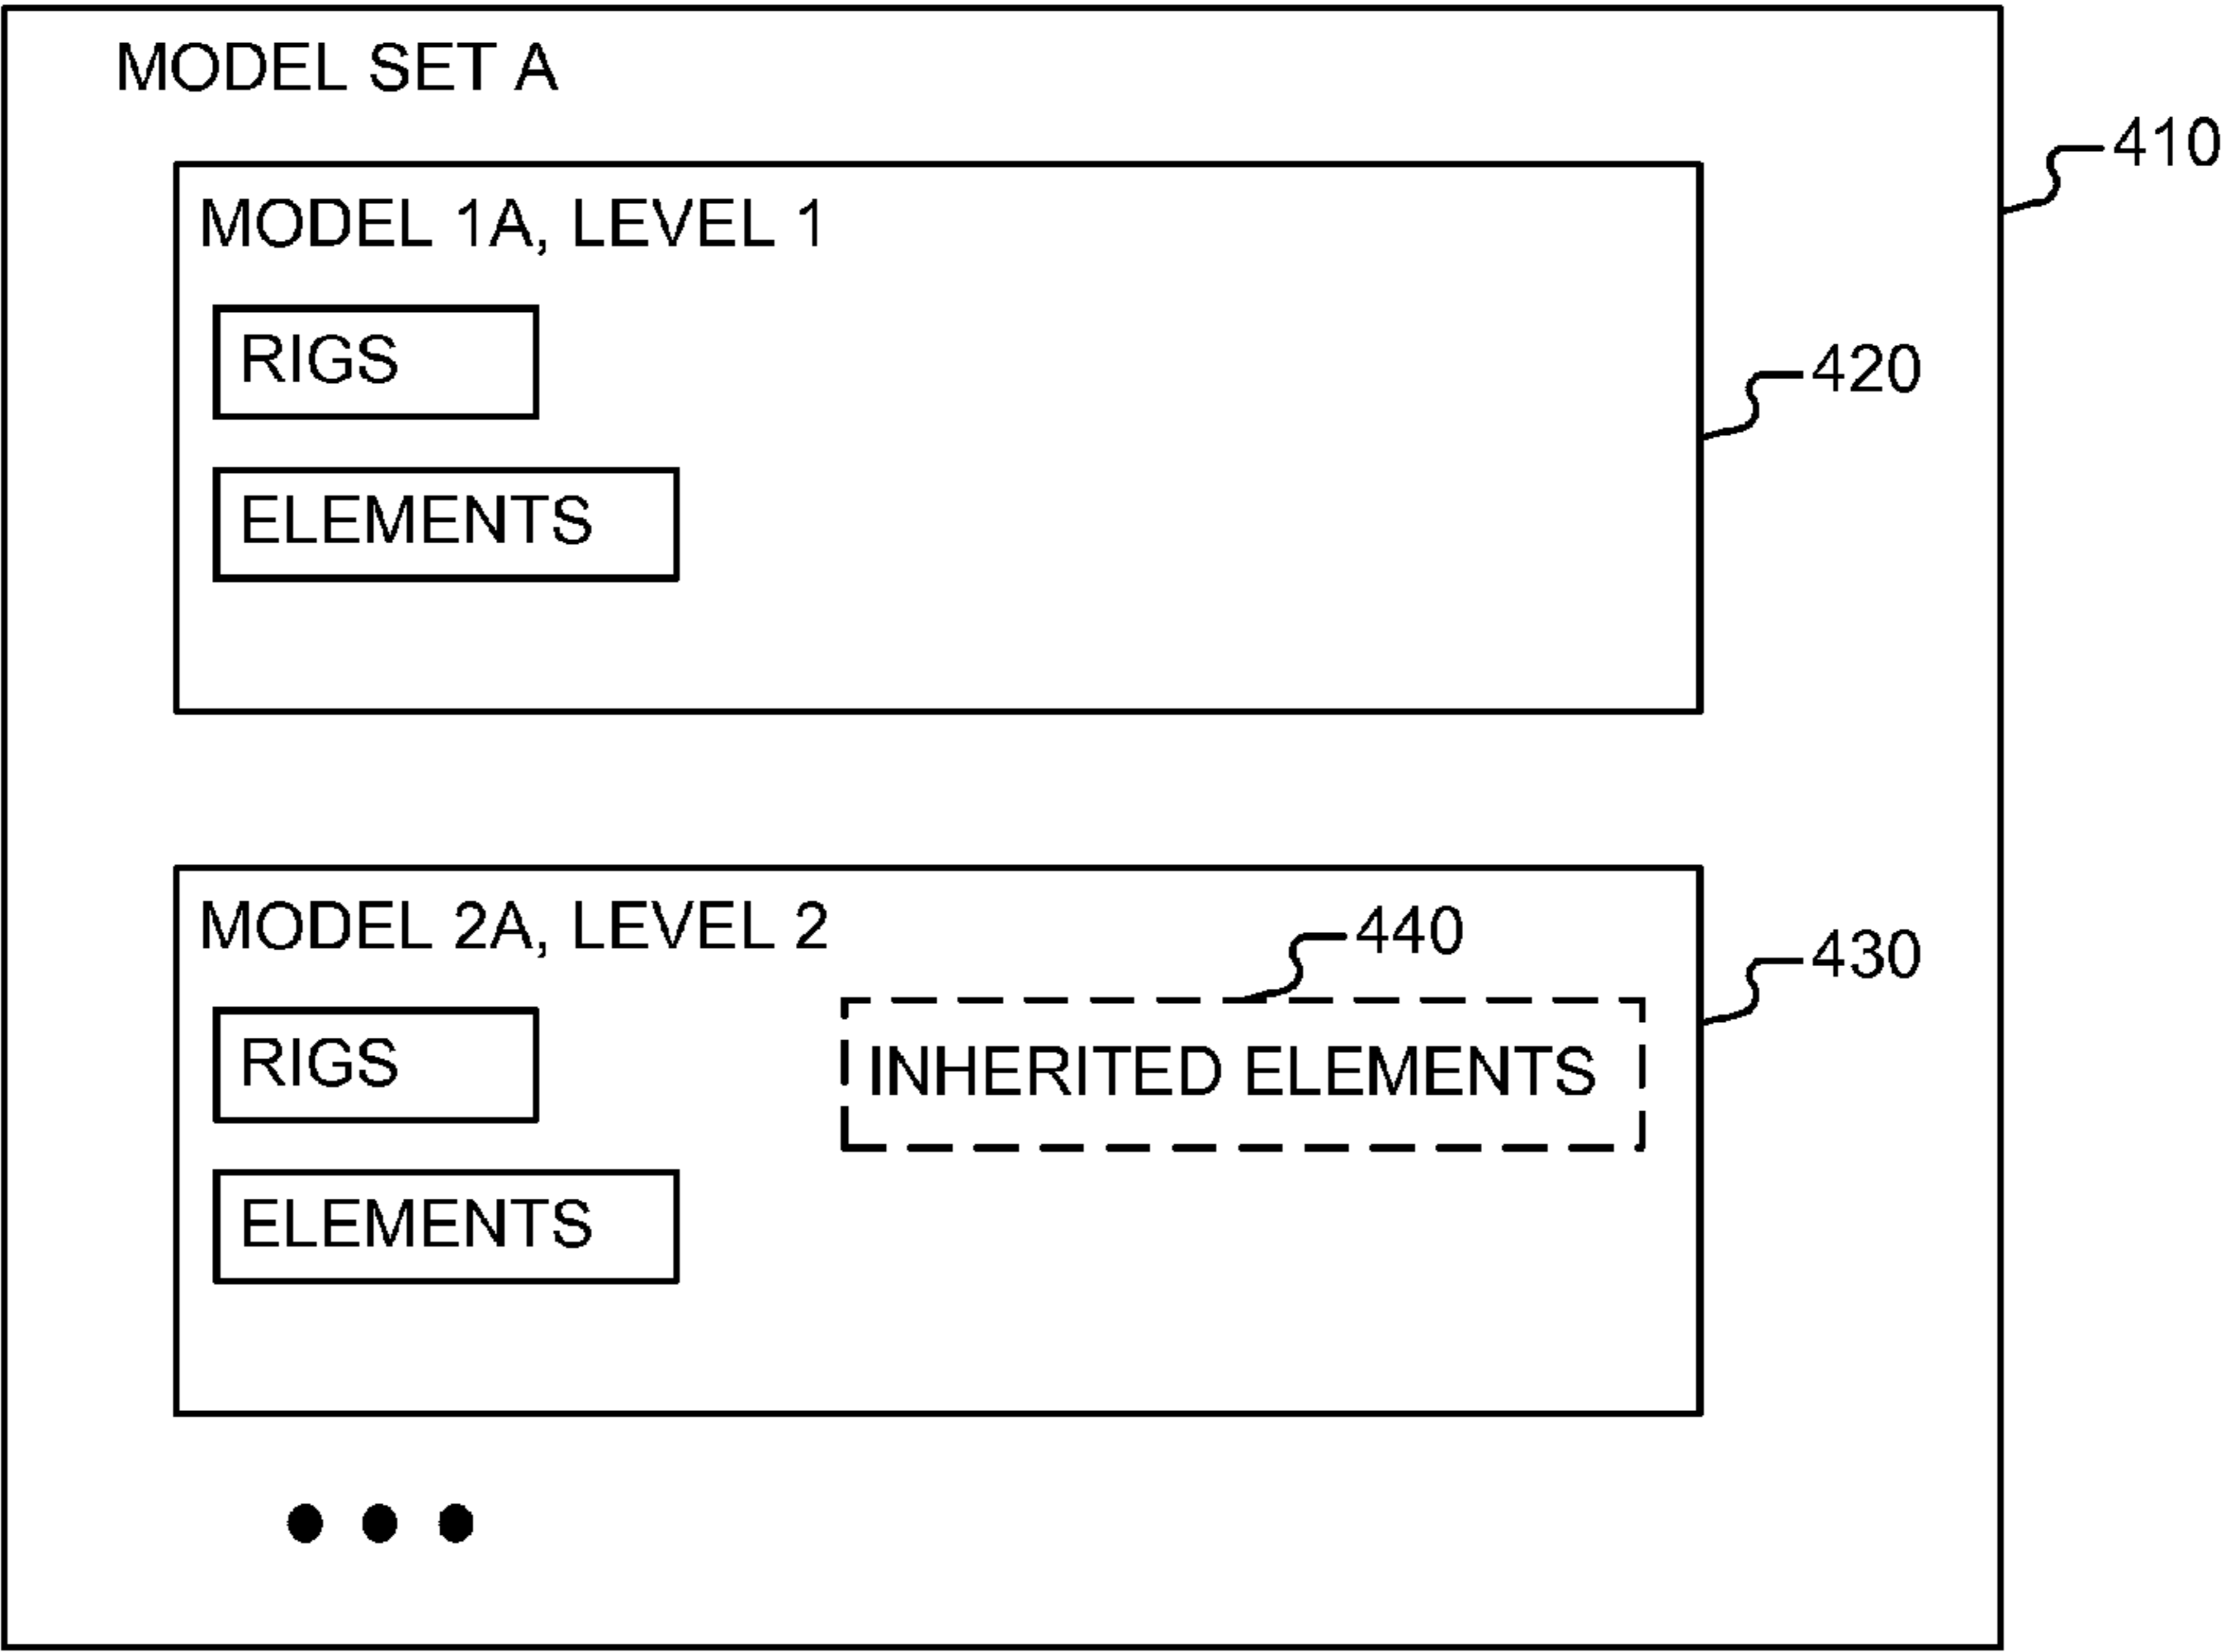 MODEL SET A
410
MODEL 1A, LEVEL 1
RIGS
420
ELEMENTS
MODEL 2A, LEVEL 2
440
430
RIGS
INHERITED ELEMENTS
ELEMENTS